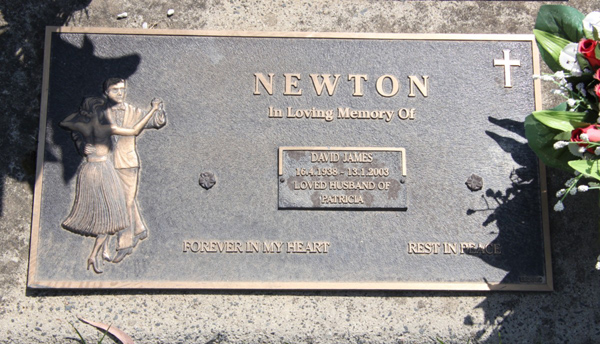 NEWTON
In Loving Memory Of
DAVID JAMES
16.4.1938 - 13.1.2003
LOVED HUSBAND OF
PATRICIA
FOREVER IN MY HEART
REST IN PEACE